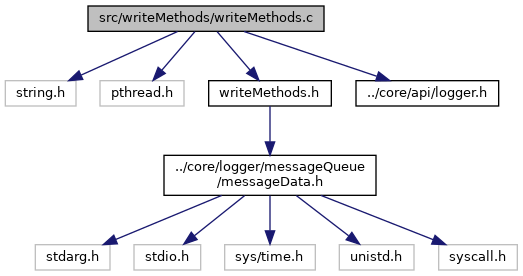 src/writeMethods/writeMethods.c
string.h
pthread.h
writeMethods.h
../core/api/logger.h
../core/logger/messageQueue
/messageData.h
stdarg.h
stdio.h
sys/time.h
unistd.h
syscall.h